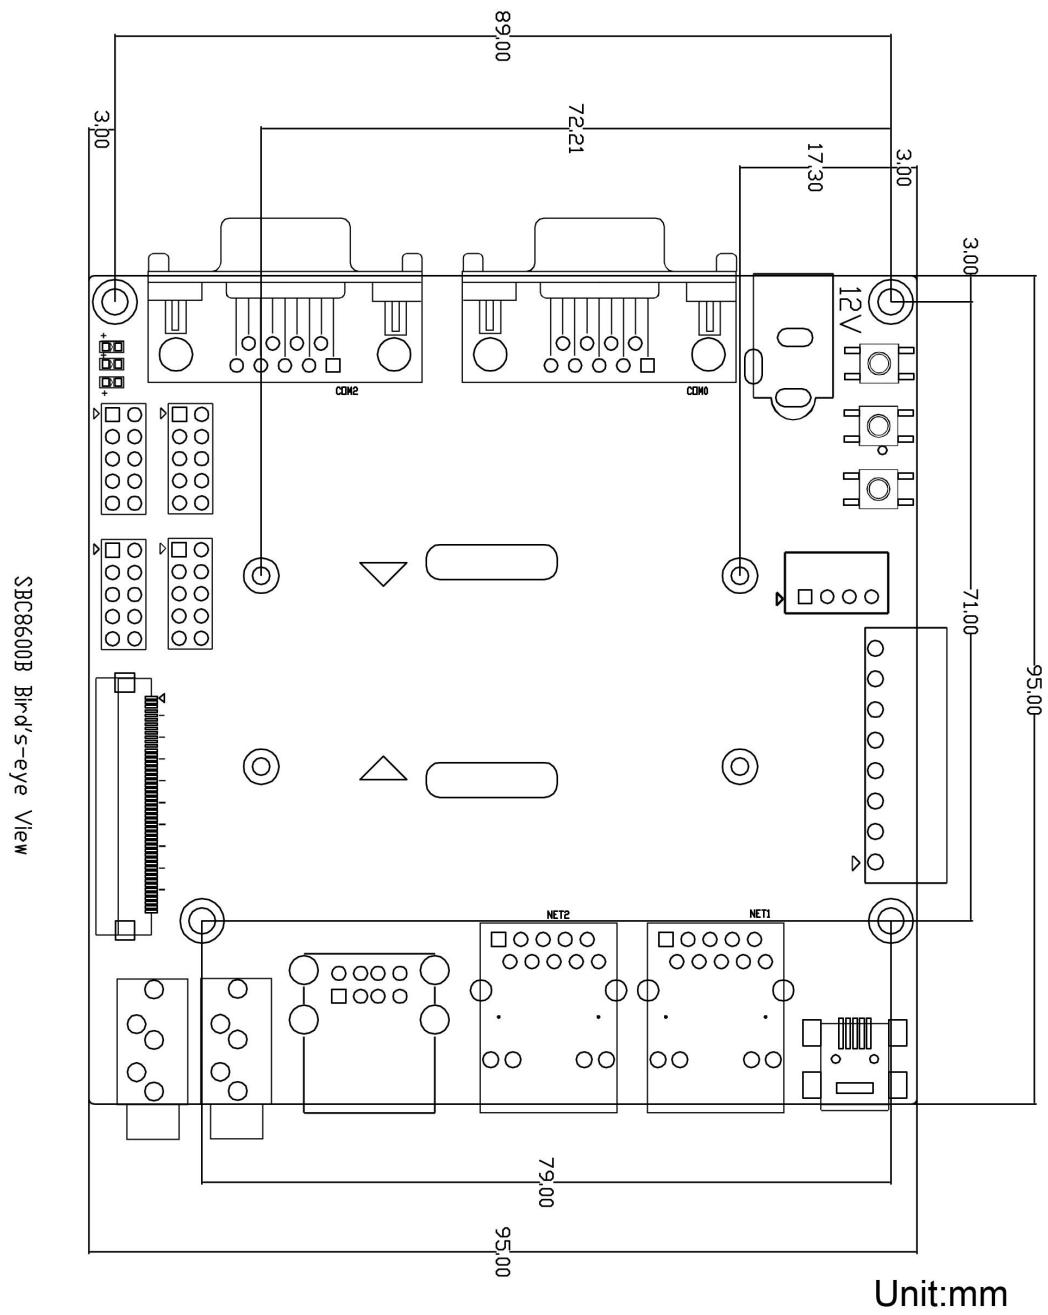 89,00
72,21
3,00
17,30
3,00
3,00
12V
COM2
COM0
71,00
95,00
SBC8600B Bird's-eye View
NET2
NET1
79,00
95,00
Unit:mm